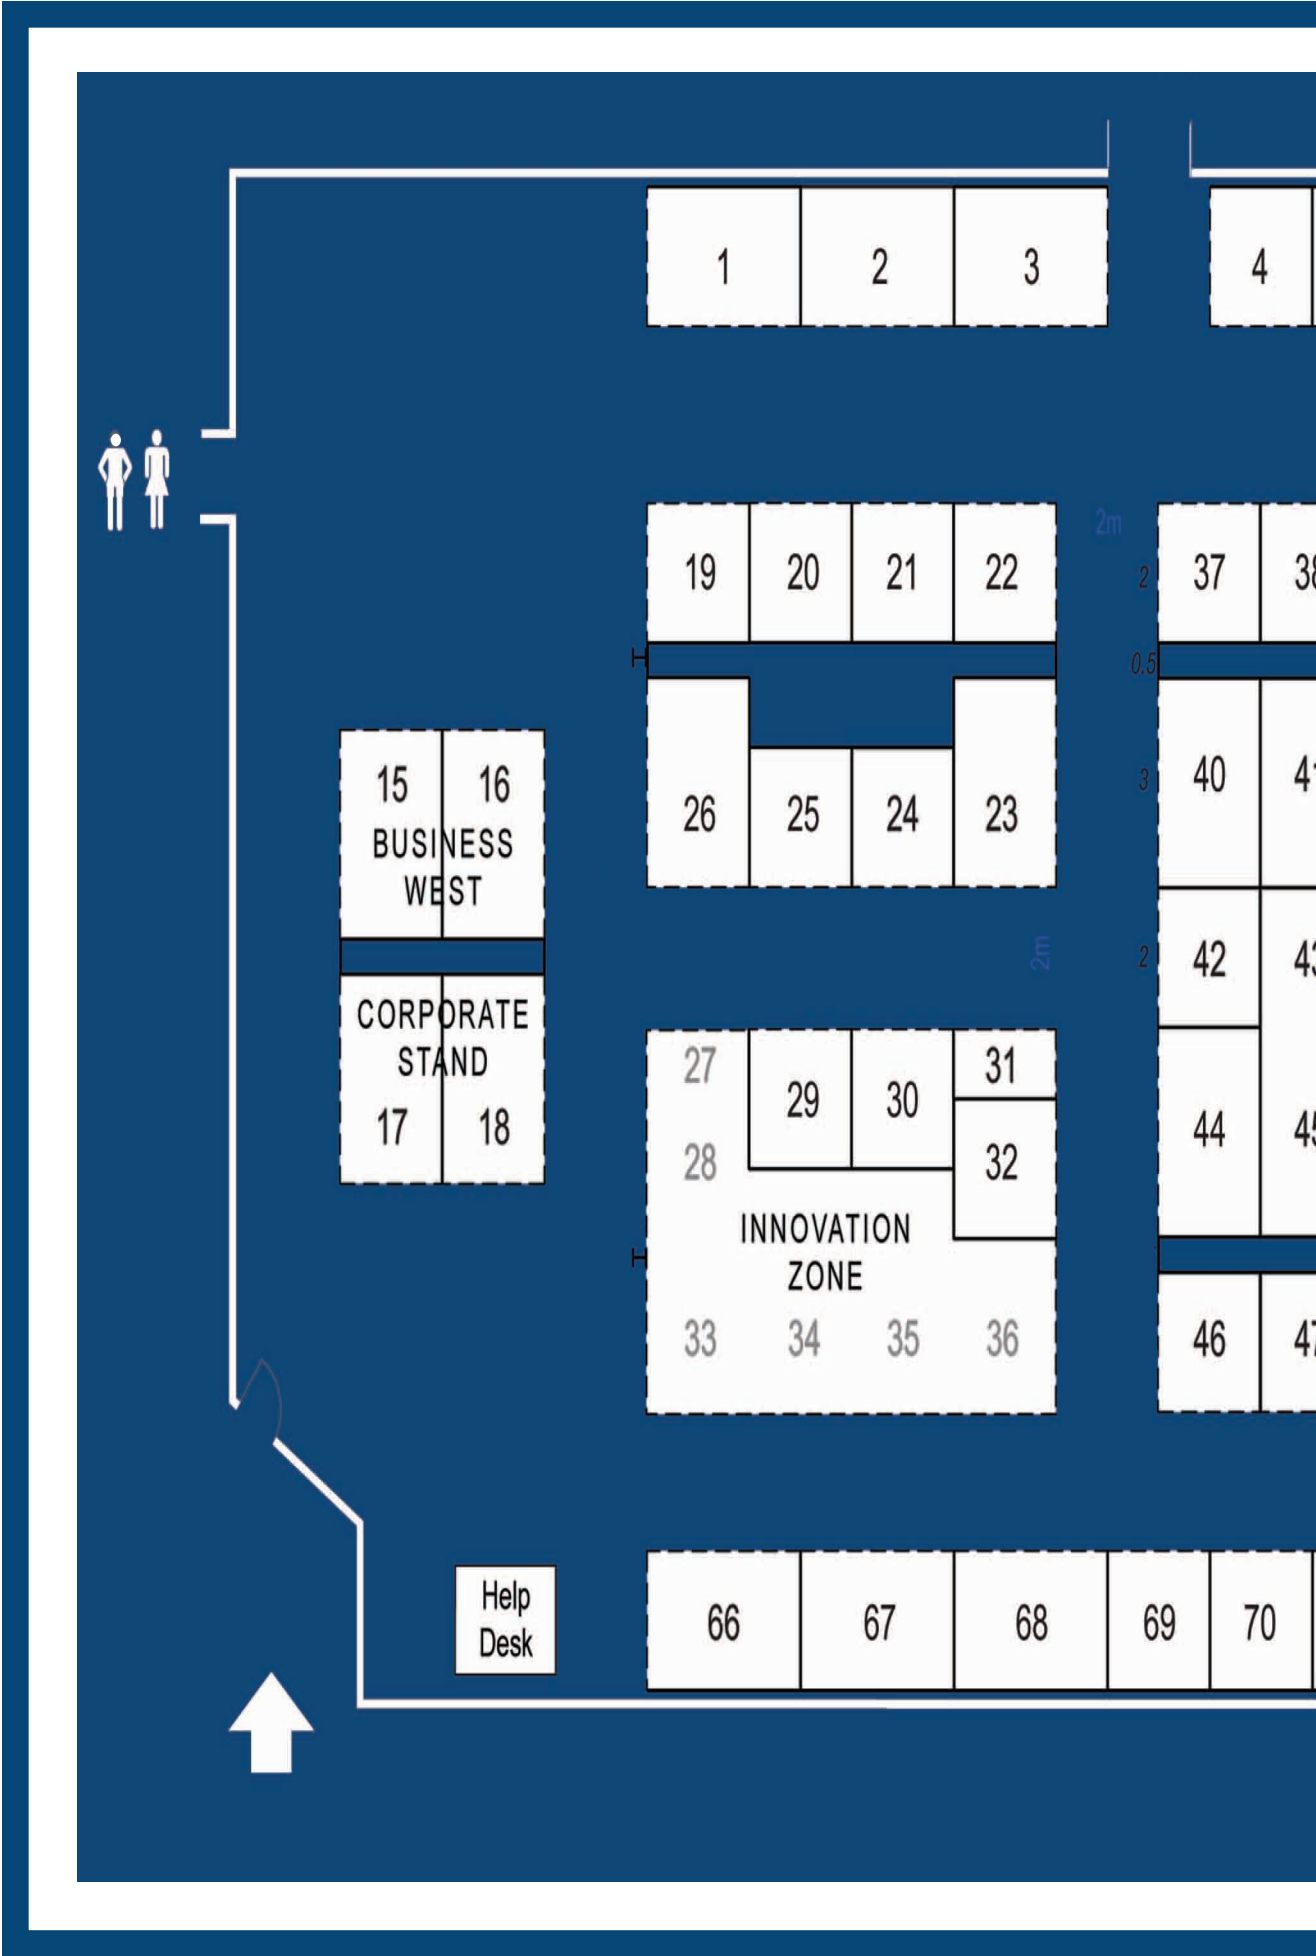 1 2 3 4
2m
19 20 21 22 2 37
0.5
15 16
26 25 24 23 3 40
BUSINESS
WEST
2m 2 42
CORPORATE
STAND
17 18
27 29 30 31
28 32 44
INNOVATION
ZONE
33 34 35 36 46
Help
Desk
66 67 68 69 70